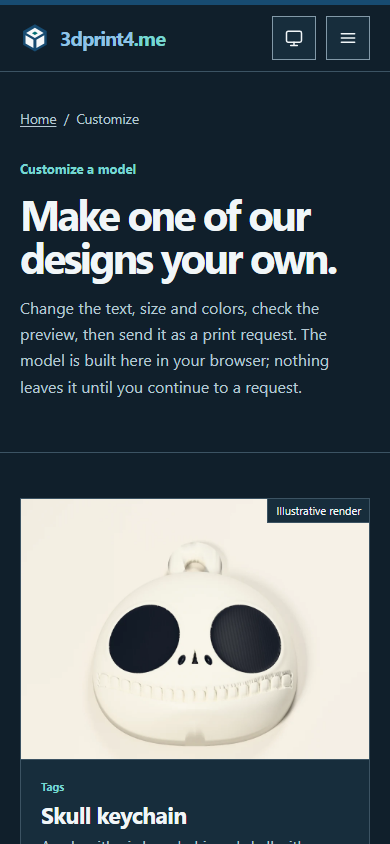 3dprint4.me
Home / Customize
Customize a model
Make one of our
designs your own.
Change the text, size and colors, check the
preview, then send it as a print request. The
model is built here in your browser; nothing
leaves it until you continue to a request.
Illustrative render
Tags
Skull keychain